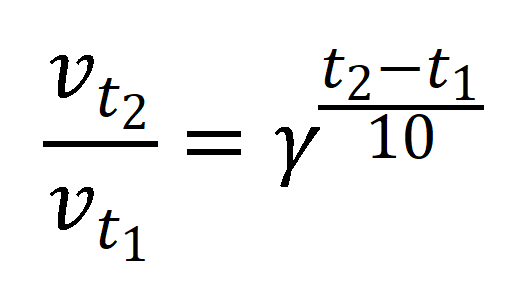 v_{t_2} / v_{t_1} = γ^{(t_2−t_1)/10}